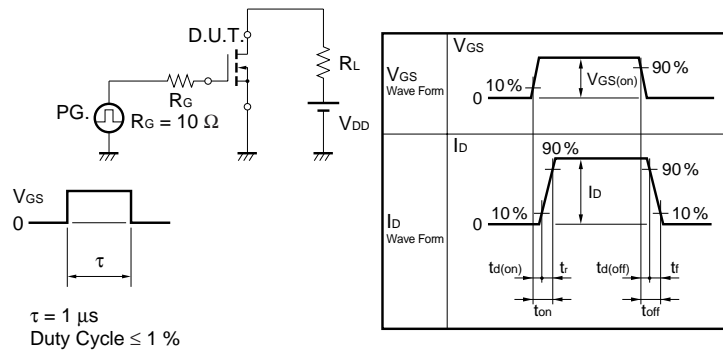 D.U.T.
RL
RG
PG.
RG = 10 Ω
VDD
VGS
0
τ
τ = 1 μs
Duty Cycle ≤ 1 %
VGS
Wave Form
VGS
10 %
0
VGS(on)
90 %
ID
Wave Form
ID
90 %
90 %
10 %
0
ID
10 %
td(on)
tr
td(off)
tf
ton
toff